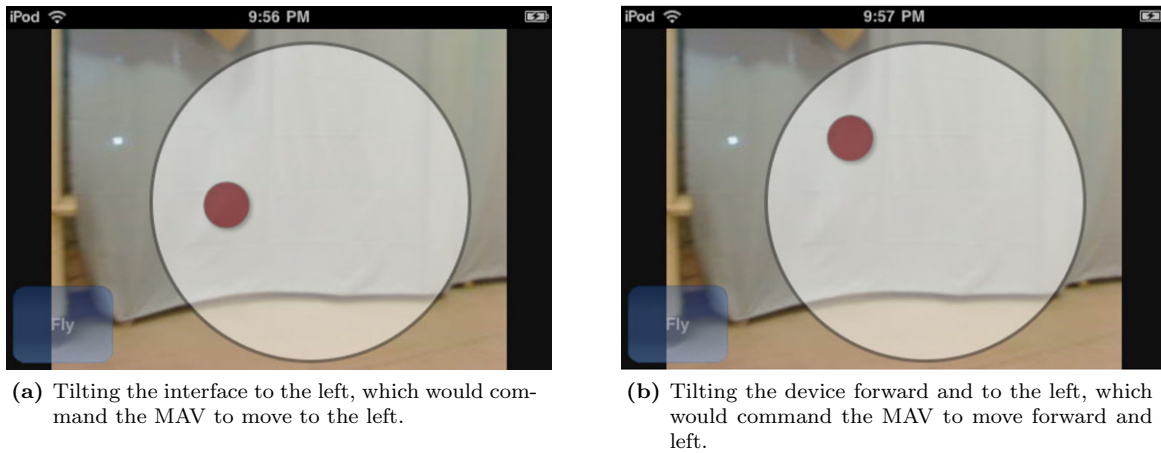 iPod 9:56 PM
Fly
(a) Tilting the interface to the left, which would com-
mand the MAV to move to the left.
iPod 9:57 PM
Fly
(b) Tilting the device forward and to the left, which
would command the MAV to move forward and
left.